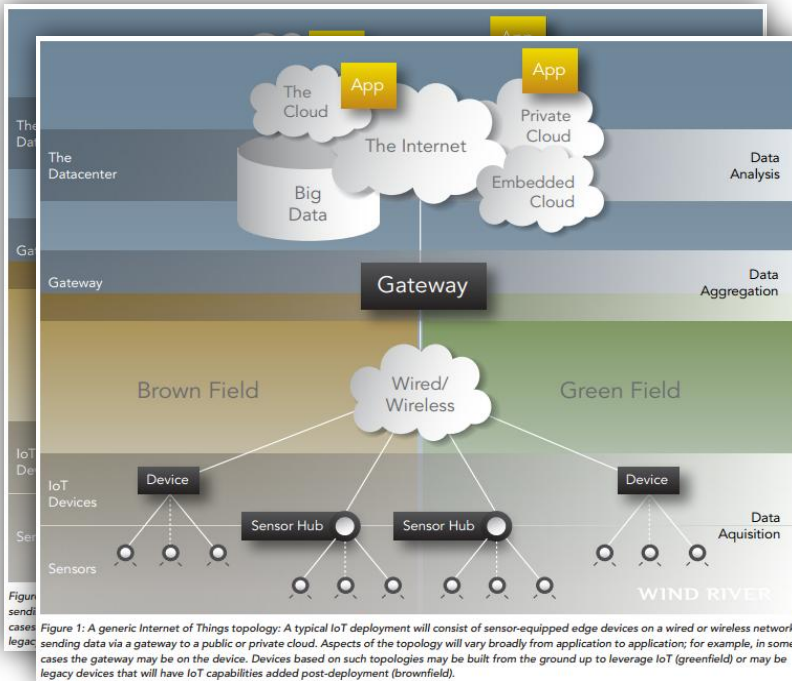 App
App
The
Cloud
Private
Cloud
The Internet
The
Datacenter
Data
Analysis
Big
Data
Embedded
Cloud
Gateway
Gateway
Data
Aggregation
Brown Field
Wired/
Wireless
Green Field
IoT
Devices
Device
Device
Sensor Hub
Sensor Hub
Data
Aquisition
Sensors
WIND RIVER
Figure 1: A generic Internet of Things topology: A typical IoT deployment will consist of sensor-equipped edge devices on a wired or wireless network
sending data via a gateway to a public or private cloud. Aspects of the topology will vary broadly from application to application; for example, in some
cases the gateway may be on the device. Devices based on such topologies may be built from the ground up to leverage IoT (greenfield) or may be
legacy devices that will have IoT capabilities added post-deployment (brownfield).